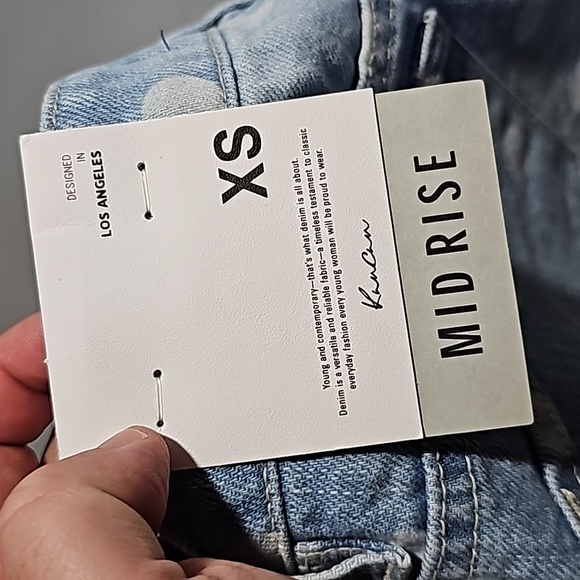 DESIGNED
IN
LOS ANGELES
XS
Young and contemporary—that's what denim is all about.
Denim is a versatile and reliable fabric—a timeless testament to classic
everyday fashion every young woman will be proud to wear.
KanCan
MID RISE